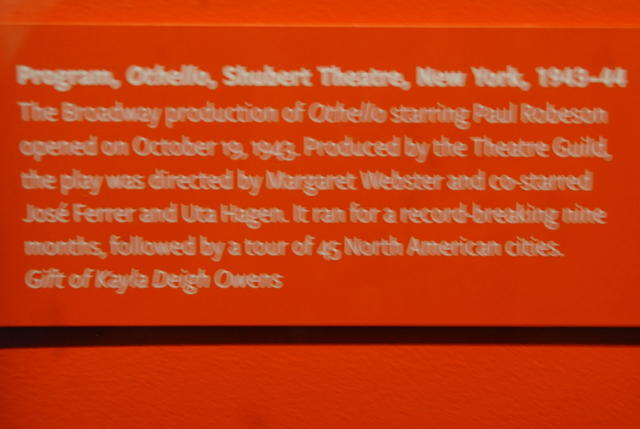 Program, Othello, Shubert Theatre, New York, 1943–44
The Broadway production of Othello starring Paul Robeson
opened on October 19, 1943. Produced by the Theatre Guild,
the play was directed by Margaret Webster and co-starred
José Ferrer and Uta Hagen. It ran for a record-breaking nine
months, followed by a tour of 45 North American cities.
Gift of Kayla Deigh Owens